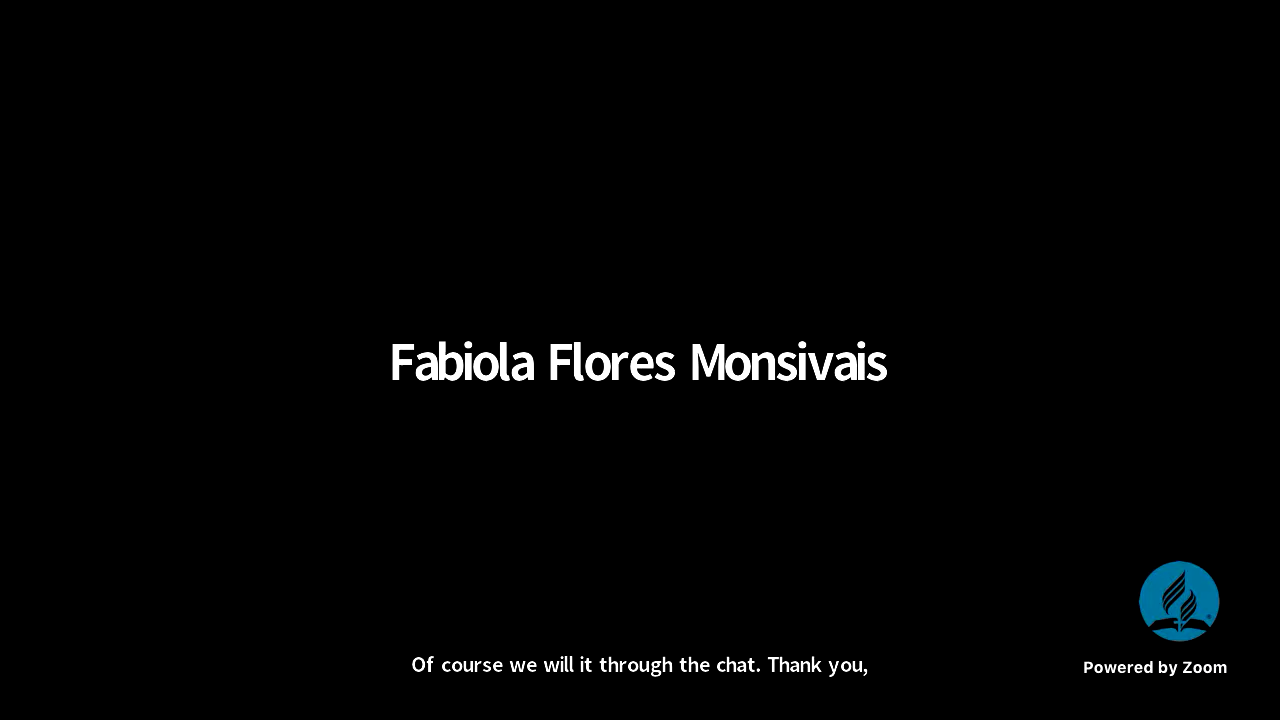 Fabiola Flores Monsivais
Of course we will it through the chat. Thank you,
Powered by Zoom